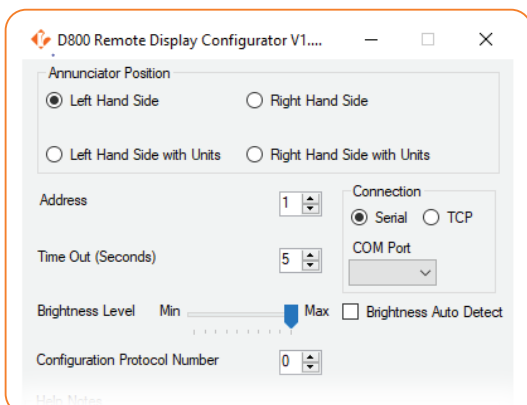 D800 Remote Display Configurator V1....
Annunciator Position
Left Hand Side Right Hand Side
Left Hand Side with Units Right Hand Side with Units
Address 1
Connection
Serial TCP
Time Out (Seconds) 5
COM Port
Brightness Level Min Max Brightness Auto Detect
Configuration Protocol Number 0
Help Notes